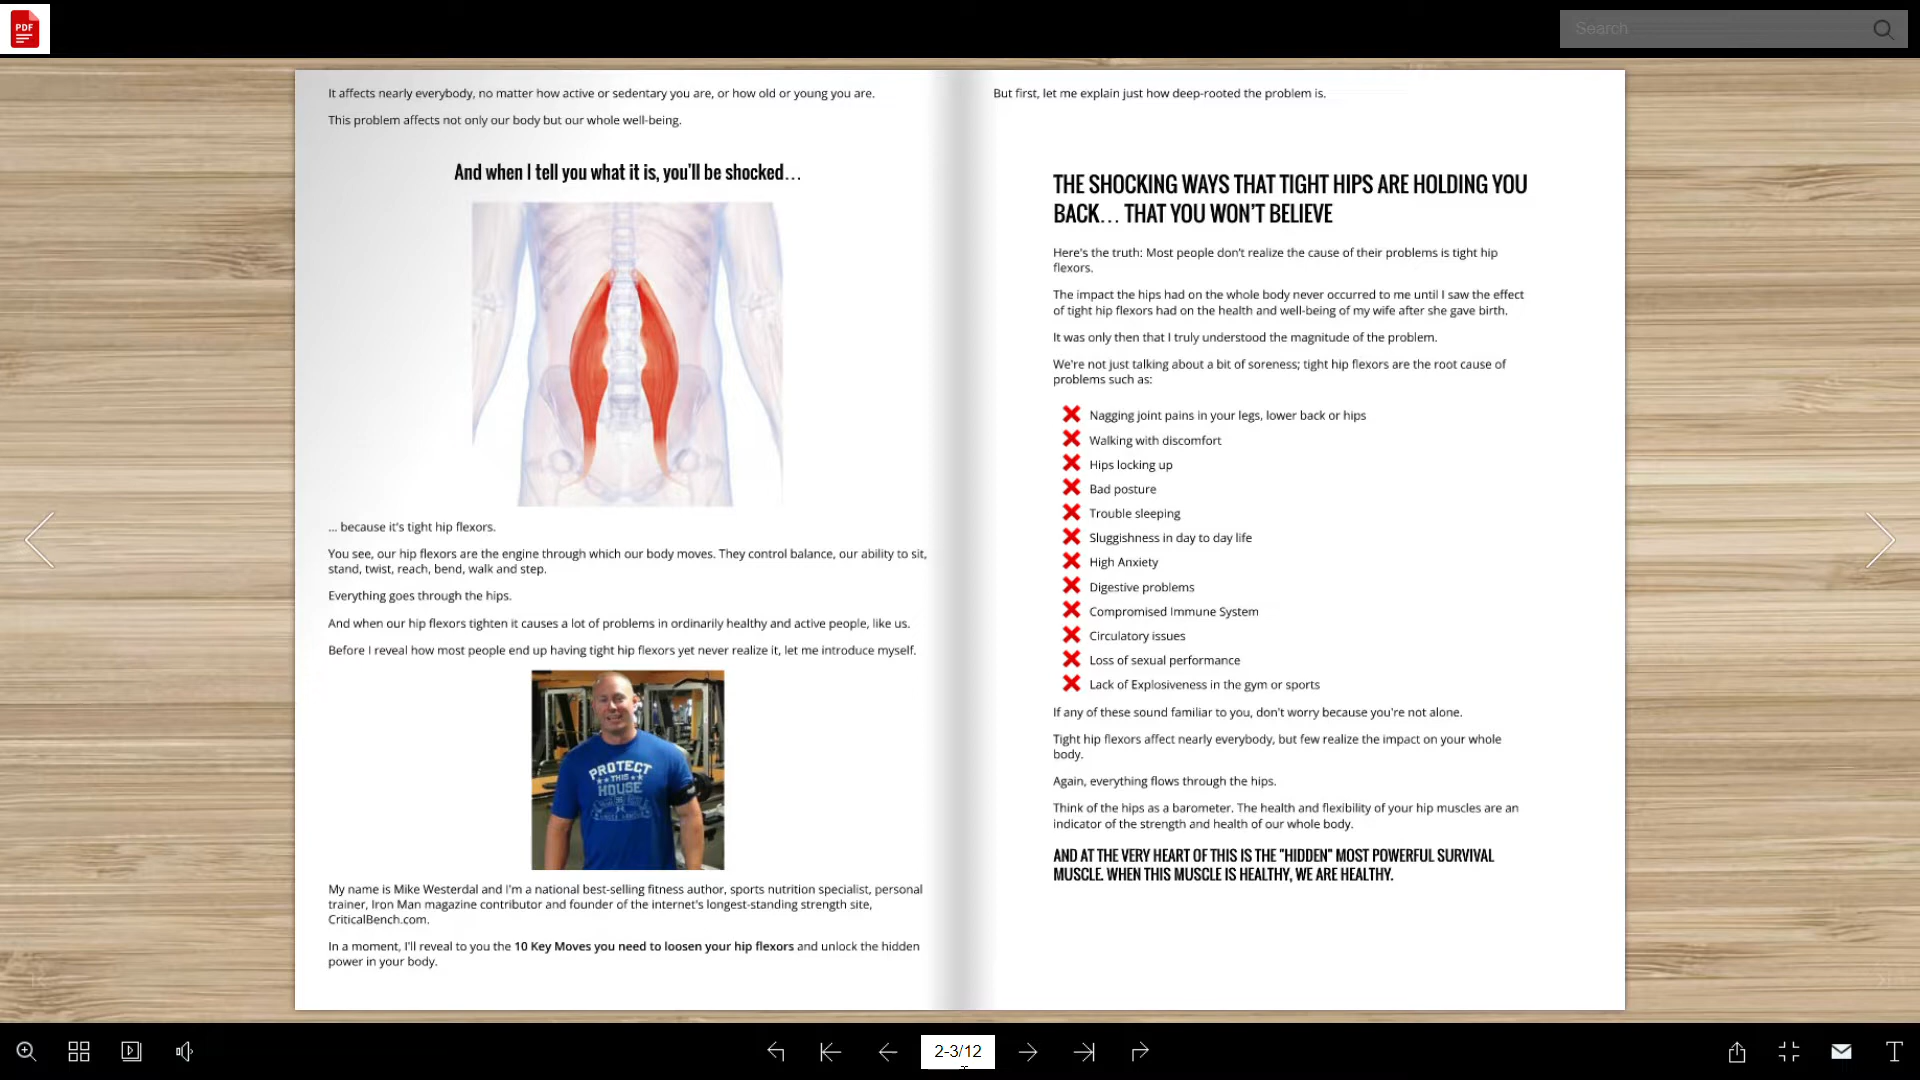 PDF
Search
It affects nearly everybody, no matter how active or sedentary you are, or how old or young you are.
This problem affects not only our body but our whole well-being.
And when I tell you what it is, you'll be shocked…
... because it's tight hip flexors.
You see, our hip flexors are the engine through which our body moves. They control balance, our ability to sit,
stand, twist, reach, bend, walk and step.
Everything goes through the hips.
And when our hip flexors tighten it causes a lot of problems in ordinarily healthy and active people, like us.
Before I reveal how most people end up having tight hip flexors yet never realize it, let me introduce myself.
PROTECT
THIS
HOUSE
My name is Mike Westerdal and I'm a national best-selling fitness author, sports nutrition specialist, personal
trainer, Iron Man magazine contributor and founder of the internet's longest-standing strength site,
CriticalBench.com.
In a moment, I'll reveal to you the 10 Key Moves you need to loosen your hip flexors and unlock the hidden
power in your body.
But first, let me explain just how deep-rooted the problem is.
THE SHOCKING WAYS THAT TIGHT HIPS ARE HOLDING YOU
BACK… THAT YOU WON'T BELIEVE
Here's the truth: Most people don't realize the cause of their problems is tight hip
flexors.
The impact the hips had on the whole body never occurred to me until I saw the effect
of tight hip flexors had on the health and well-being of my wife after she gave birth.
It was only then that I truly understood the magnitude of the problem.
We're not just talking about a bit of soreness; tight hip flexors are the root cause of
problems such as:
Nagging joint pains in your legs, lower back or hips
Walking with discomfort
Hips locking up
Bad posture
Trouble sleeping
Sluggishness in day to day life
High Anxiety
Digestive problems
Compromised Immune System
Circulatory issues
Loss of sexual performance
Lack of Explosiveness in the gym or sports
If any of these sound familiar to you, don't worry because you're not alone.
Tight hip flexors affect nearly everybody, but few realize the impact on your whole
body.
Again, everything flows through the hips.
Think of the hips as a barometer. The health and flexibility of your hip muscles are an
indicator of the strength and health of our whole body.
AND AT THE VERY HEART OF THIS IS THE "HIDDEN" MOST POWERFUL SURVIVAL
MUSCLE. WHEN THIS MUSCLE IS HEALTHY, WE ARE HEALTHY.
2-3/12